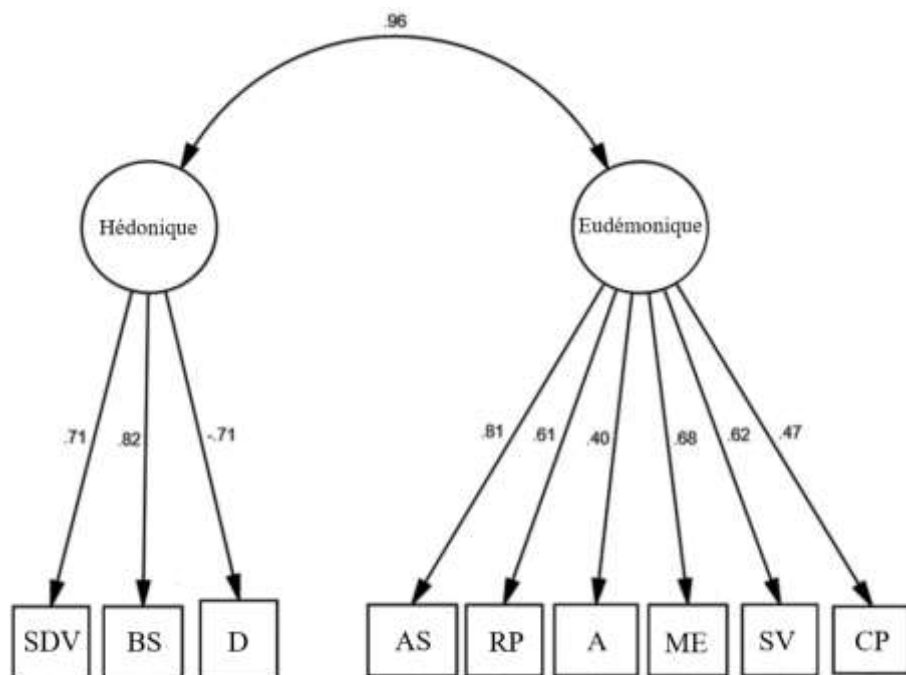 .96
Hédonique
Eudémonique
.71
.82
-.71
.81
.61
.40
.68
.62
.47
SDV
BS
D
AS
RP
A
ME
SV
CP